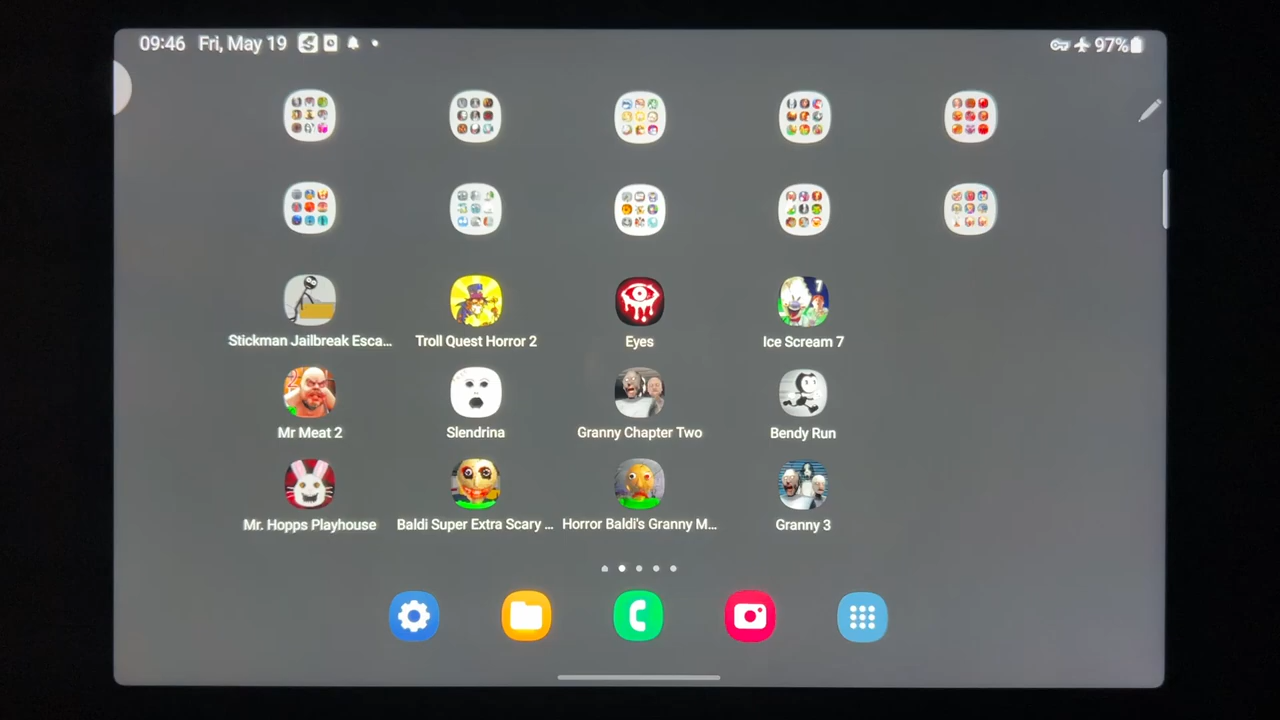 09:46 Fri, May 19
97%
Stickman Jailbreak Esca...
Troll Quest Horror 2
Eyes
7
Ice Scream 7
2
Mr Meat 2
Slendrina
Granny Chapter Two
Bendy Run
Mr. Hopps Playhouse
Baldi Super Extra Scary ...
Horror Baldi's Granny M...
Granny 3